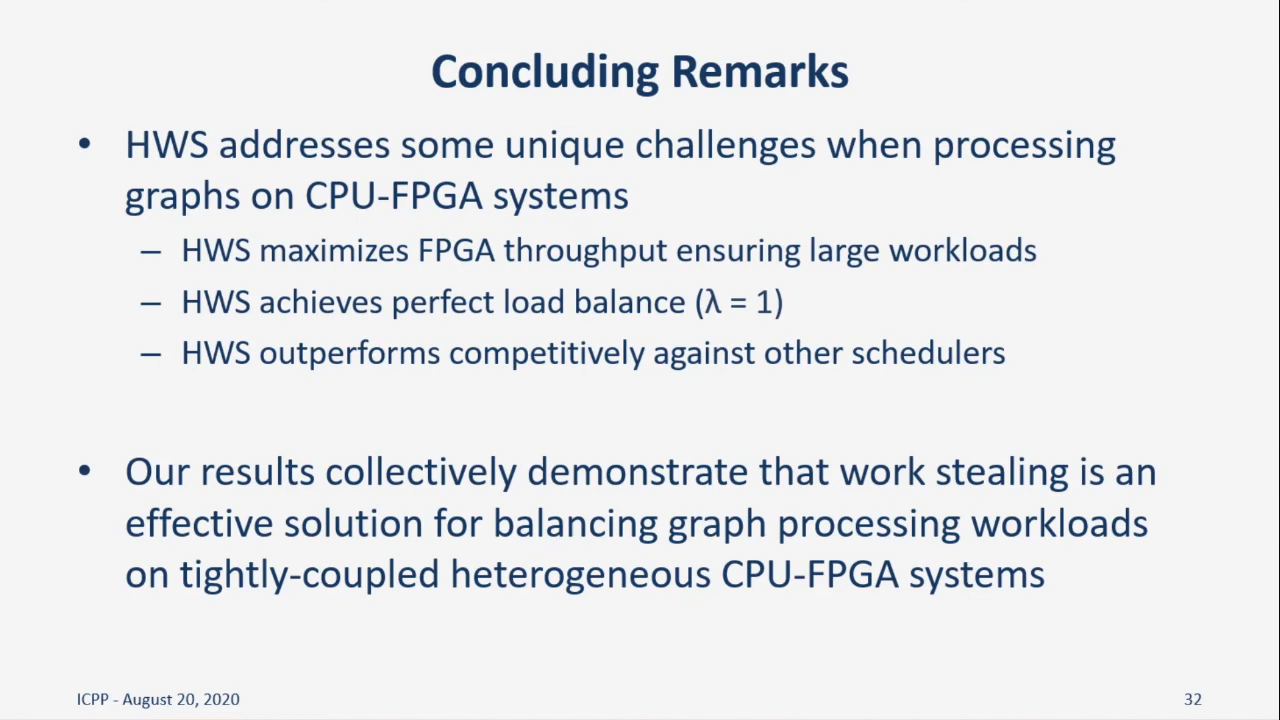 Concluding Remarks
• HWS addresses some unique challenges when processing
graphs on CPU-FPGA systems
– HWS maximizes FPGA throughput ensuring large workloads
– HWS achieves perfect load balance (λ = 1)
– HWS outperforms competitively against other schedulers
• Our results collectively demonstrate that work stealing is an
effective solution for balancing graph processing workloads
on tightly-coupled heterogeneous CPU-FPGA systems
ICPP - August 20, 2020
32